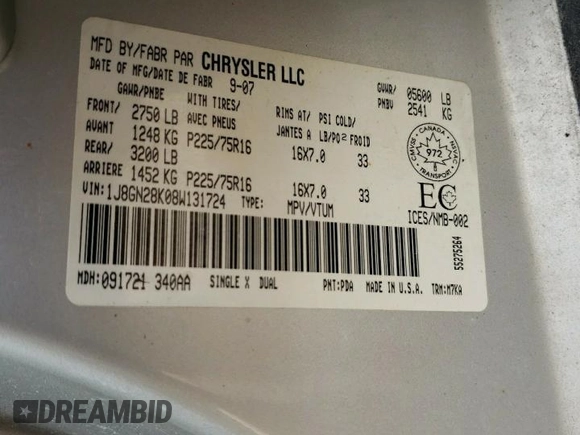 MFD BY/FABR PAR CHRYSLER LLC
DATE OF MFG/DATE DE FABR 9-07
GVWR/ 05600 LB
PNBV 2541 KG
GAWR/PNBE WITH TIRES/ RIMS AT/ PSI COLD/
FRONT/ 2750 LB AVEC PNEUS JANTES A LB/PO² FROID
AVANT 1248 KG P225/75R16 16X7.0 33
REAR/ 3200 LB
ARRIERE 1452 KG P225/75R16 16X7.0 33
VIN: 1J8GN28K08W131724 TYPE: MPV/VTUM
CANADA
CMVSS NSVAC
972
TRANSPORT
EC
ICES/NMB-002
55275264
MDH: 091721 340AA SINGLE X DUAL PNT: PDA MADE IN U.S.A. TRM: M7KA
DREAMBID